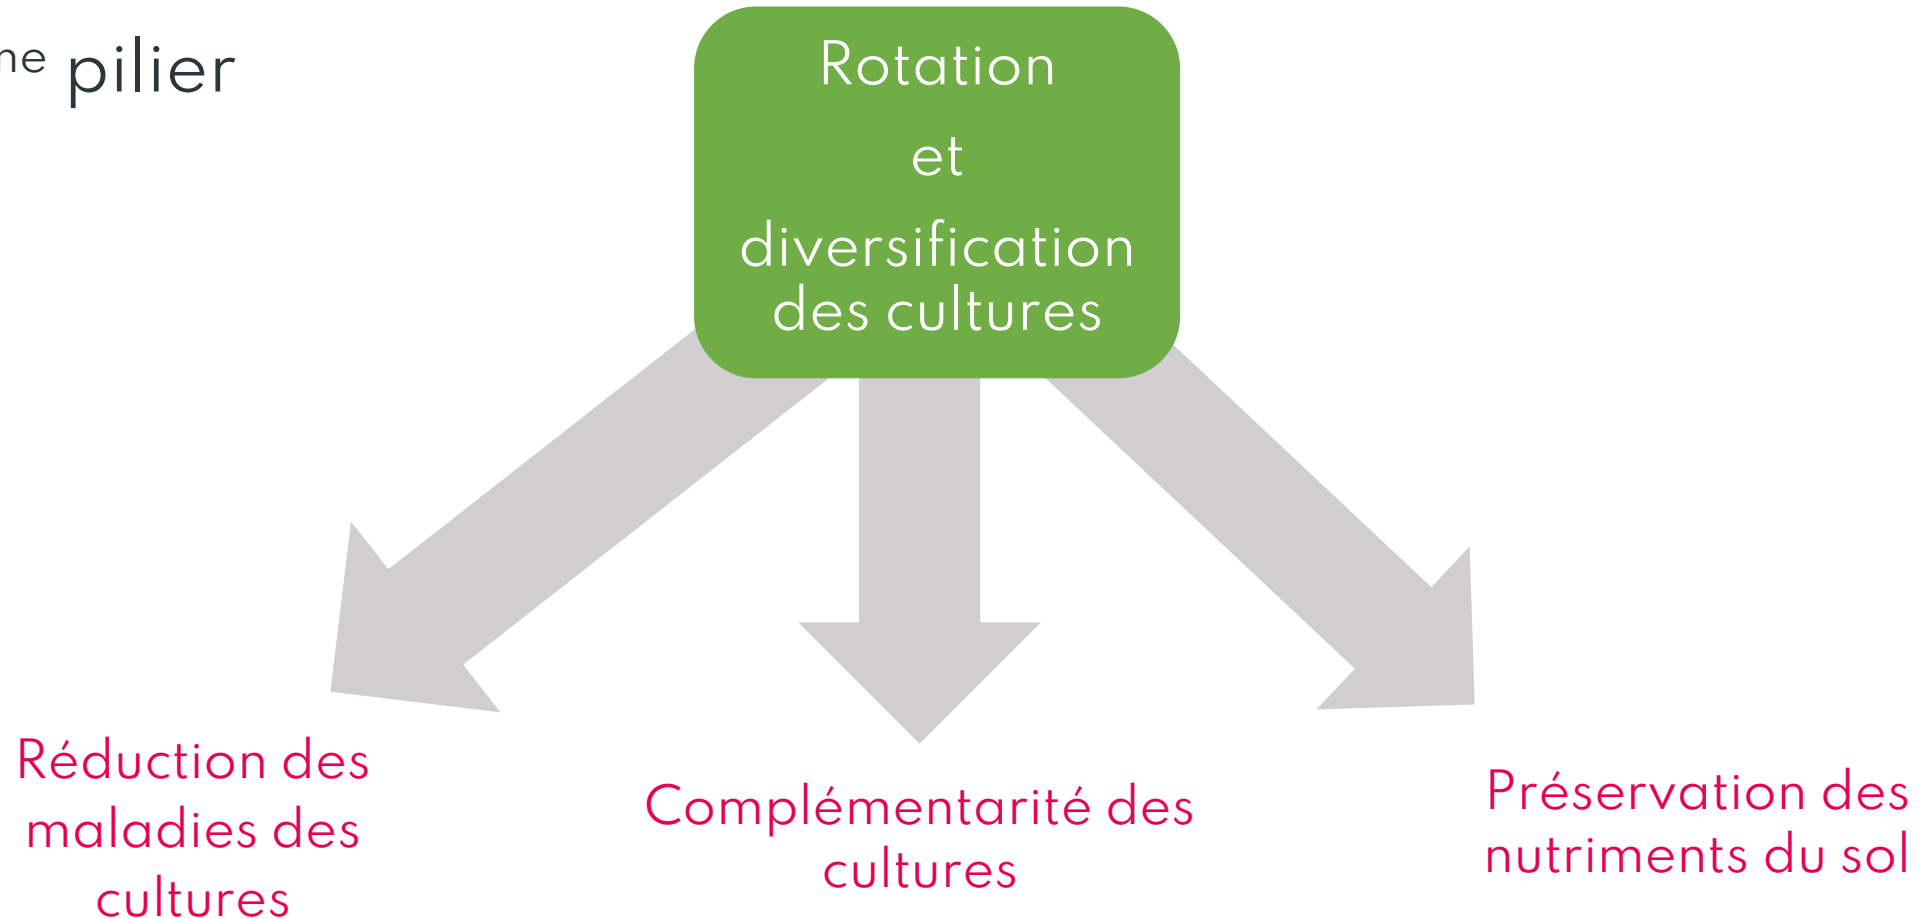 pilier
Rotation
et
diversification
des cultures
Réduction des
maladies des
cultures
Complémentarité des
cultures
Préservation des
nutriments du sol